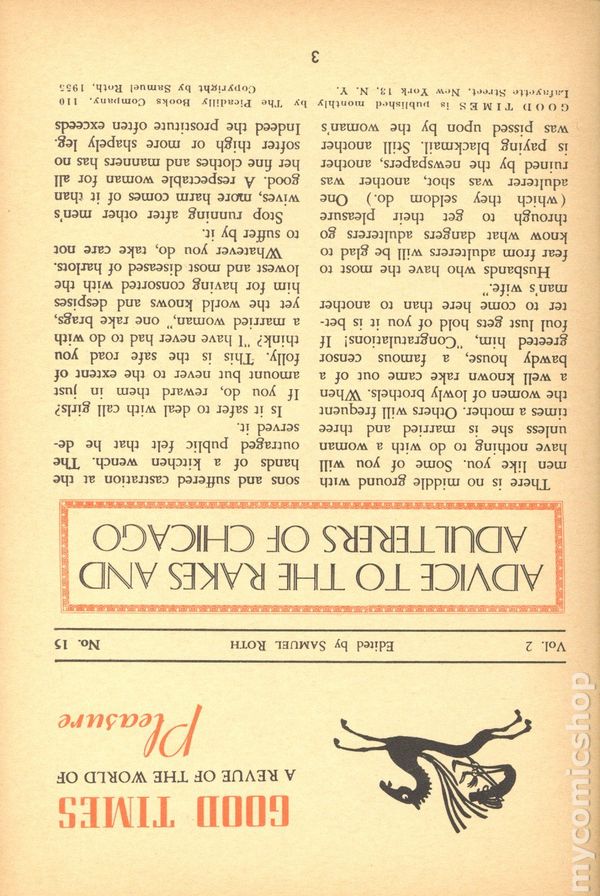 GOOD TIMES
A REVUE OF THE WORLD OF
Pleasure
Vol. 2 Edited by SAMUEL ROTH No. 15
ADVICE TO THE RAKES AND
ADULTERERS OF CHICAGO
There is no middle ground with
men like you. Some of you will
have nothing to do with a woman
unless she is married and three
times a mother. Others will frequent
the women of lowly brothels. When
a well known rake came out of a
bawdy house, a famous censor
greeted him, "Congratulations! If
foul lust gets hold of you it is bet-
ter to come here than to another
man's wife."
Husbands who have the most to
fear from adulterers will be glad to
know what dangers adulterers go
through to get their pleasure
(which they seldom do.) One
adulterer was shot, another was
ruined by the newspapers, another
is paying blackmail. Still another
was pissed upon by the woman's
sons and suffered castration at the
hands of a kitchen wench. The
outraged public felt that he de-
served it.
Is it safer to deal with call girls?
If you do, reward them in just
amount but never to the extent of
folly. This is the safe road you
think? "I have never had to do with
a married woman," one rake brags,
yet the world knows and despises
him for having consorted with the
lowest and most diseased of harlots.
Whatever you do, take care not
to suffer by it.
Stop running after other men's
wives, more harm comes of it than
good. A respectable woman for all
her fine clothes and manners has no
softer thigh or more shapely leg.
Indeed the prostitute often exceeds
GOOD TIMES is published monthly by The Picadilly Books Company, 110
Lafayette Street, New York 13, N. Y. Copyright by Samuel Roth, 1955
3
mycomicshop